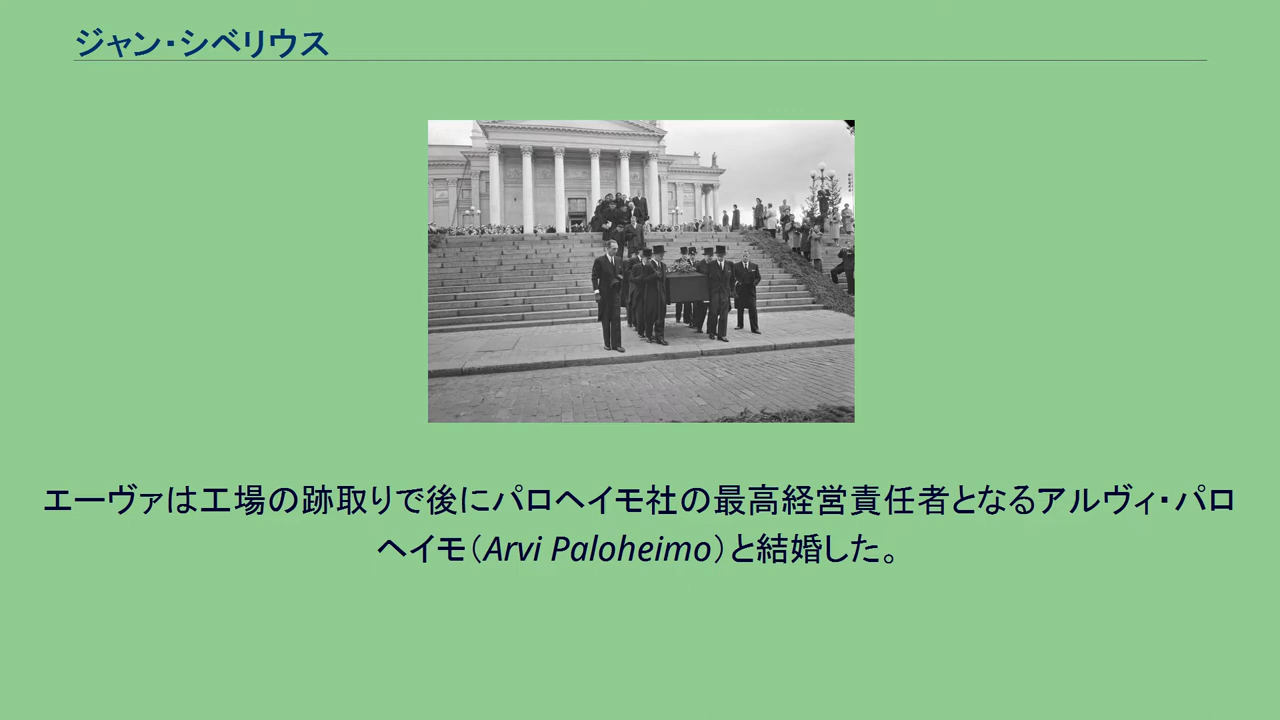 ジャン・シベリウス
エーヴァは工場の跡取りで後にパロヘイモ社の最高経営責任者となるアルヴィ・パロ
ヘイモ（Arvi Paloheimo）と結婚した。